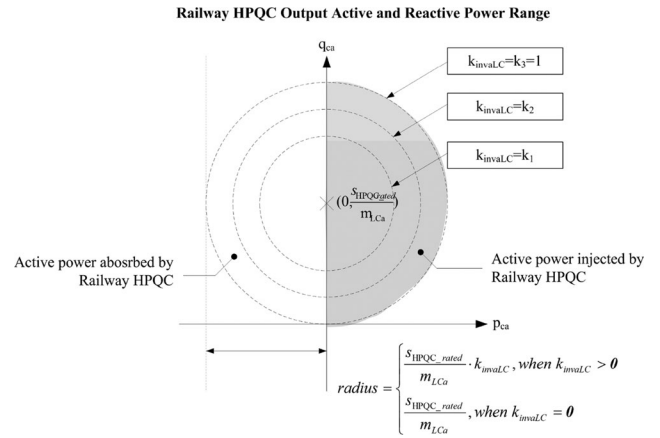 Railway HPQC Output Active and Reactive Power Range
q_ca
k_invaLC=k_3=1
k_invaLC=k_2
k_invaLC=k_1
(0, s_HPQC_rated / m_LCa)
Active power abosrbed by
Railway HPQC
Active power injected by
Railway HPQC
p_ca
radius = { s_HPQC_rated / m_LCa · k_invaLC, when k_invaLC > 0
s_HPQC_rated / m_LCa, when k_invaLC = 0